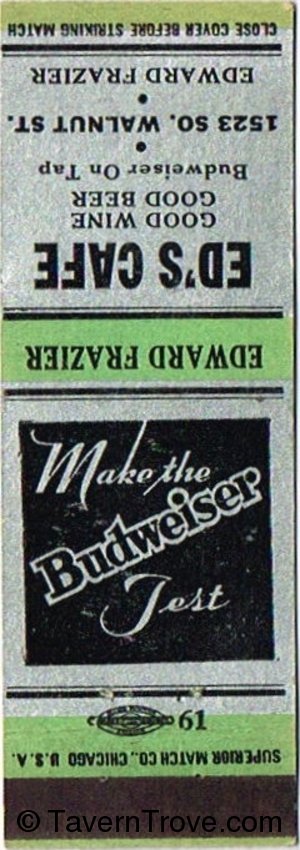 CLOSE COVER BEFORE STRIKING MATCH
EDWARD FRAZIER
•
1523 SO. WALNUT ST.
•
Budweiser On Tap
GOOD BEER
GOOD WINE
ED'S CAFE
EDWARD FRAZIER
Make the
Budweiser
Test
61
SUPERIOR MATCH CO., CHICAGO U.S.A.
© TavernTrove.com